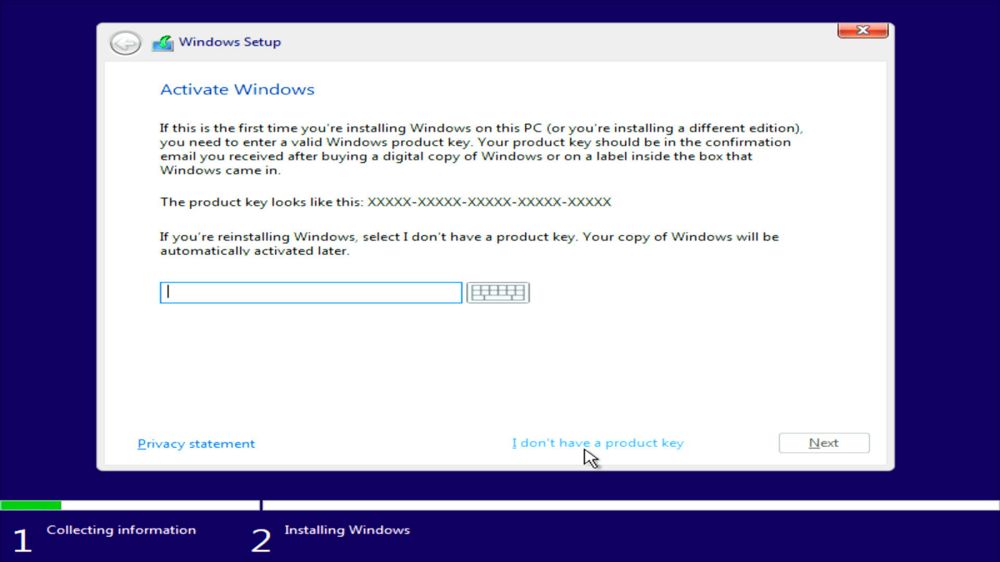 Windows Setup
Activate Windows
If this is the first time you're installing Windows on this PC (or you're installing a different edition),
you need to enter a valid Windows product key. Your product key should be in the confirmation
email you received after buying a digital copy of Windows or on a label inside the box that
Windows came in.
The product key looks like this: XXXXX-XXXXX-XXXXX-XXXXX-XXXXX
If you're reinstalling Windows, select I don't have a product key. Your copy of Windows will be
automatically activated later.
Privacy statement
I don't have a product key
Next
1 Collecting information
2 Installing Windows